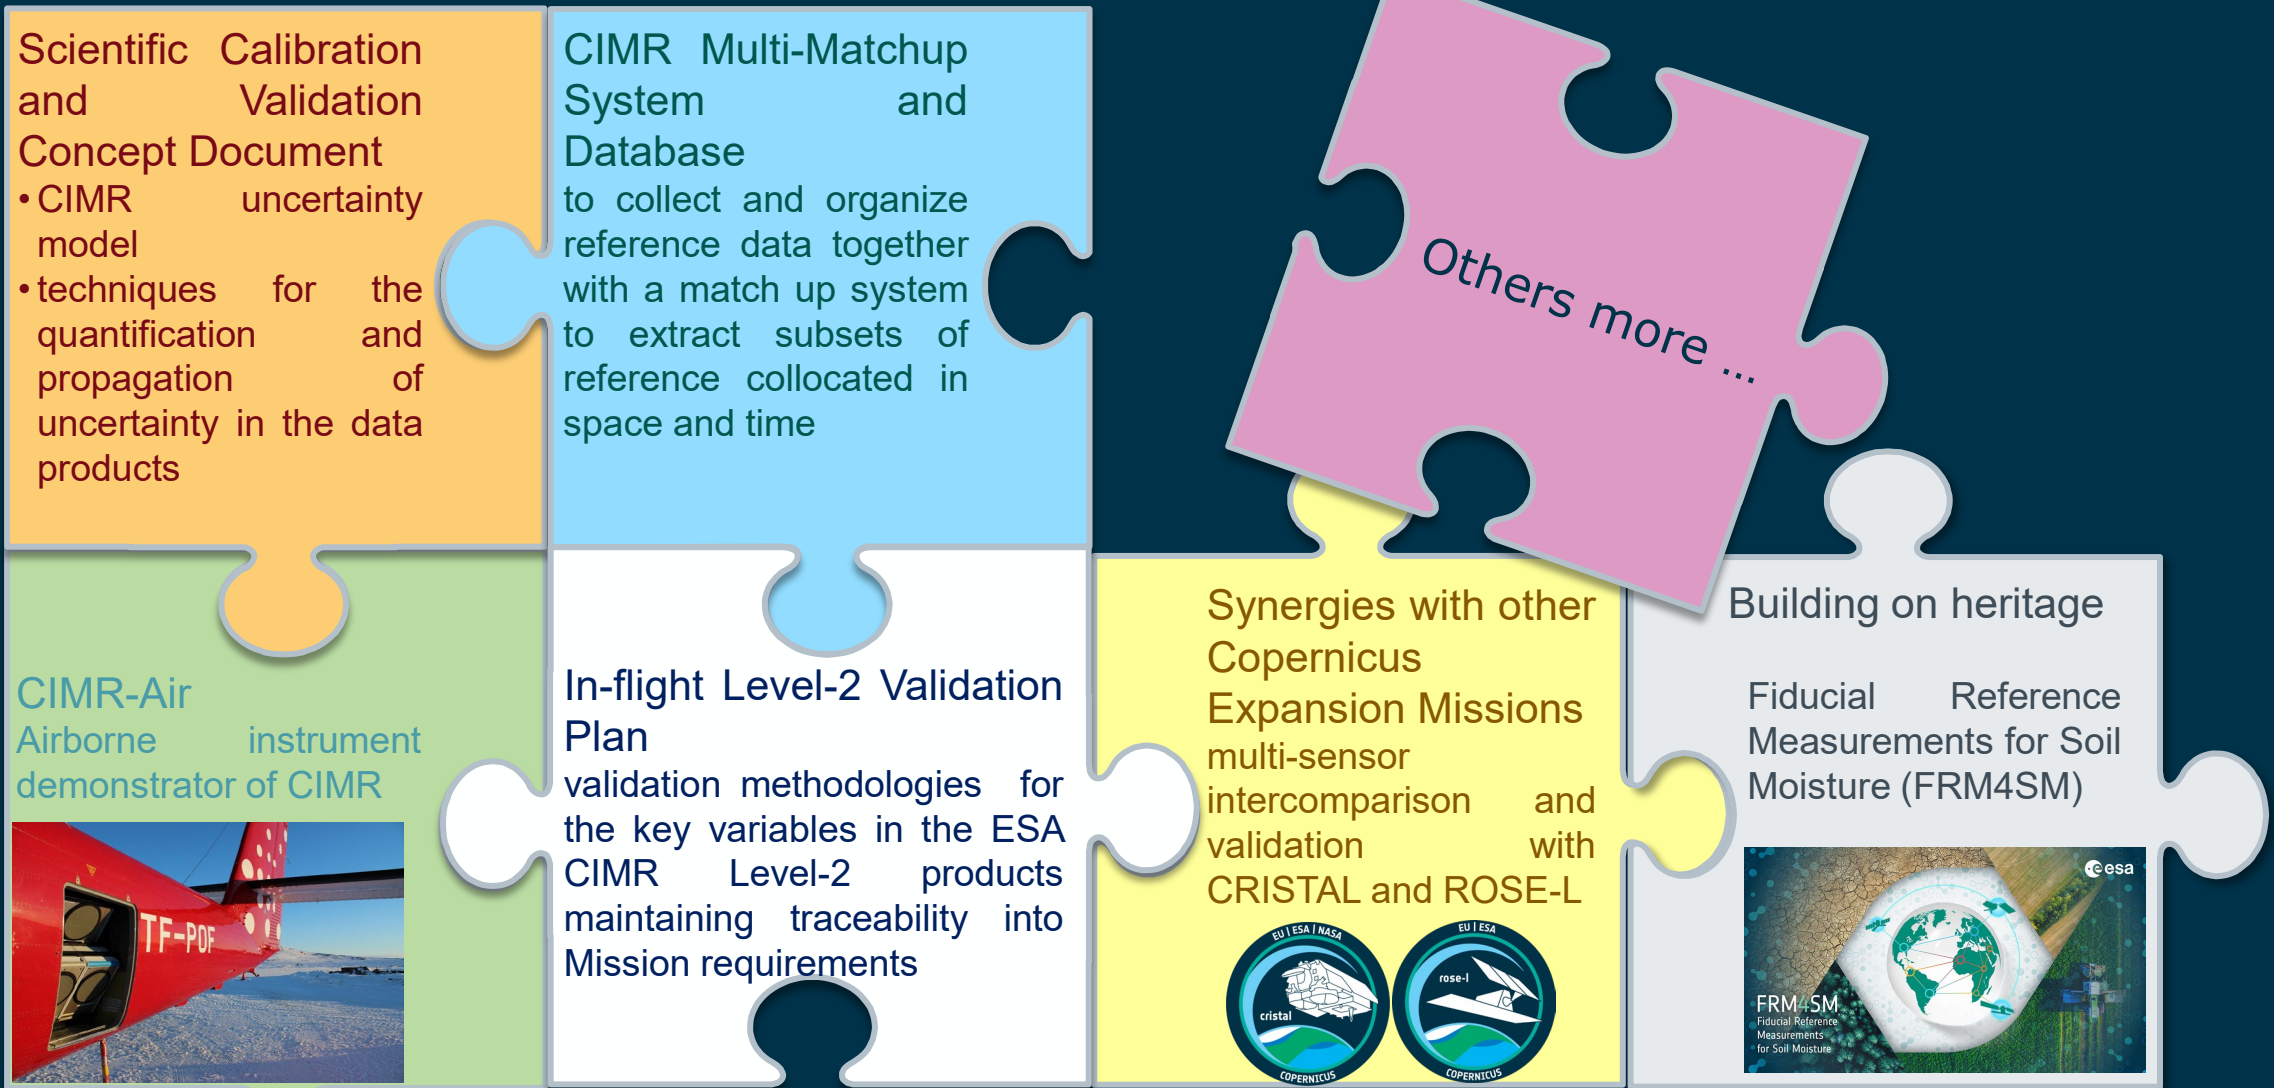 Scientific Calibration
and Validation
Concept Document
• CIMR uncertainty
model
• techniques for the
quantification and
propagation of
uncertainty in the data
products
CIMR Multi-Matchup
System and
Database
to collect and organize
reference data together
with a match up system
to extract subsets of
reference collocated in
space and time
Others more ...
CIMR-Air
Airborne instrument
demonstrator of CIMR
TF-POF
In-flight Level-2 Validation
Plan
validation methodologies for
the key variables in the ESA
CIMR Level-2 products
maintaining traceability into
Mission requirements
Synergies with other
Copernicus
Expansion Missions
multi-sensor
intercomparison and
validation with
CRISTAL and ROSE-L
EU | ESA | NASA
cristal
COPERNICUS
EU | ESA
rose-l
COPERNICUS
Building on heritage
Fiducial Reference
Measurements for Soil
Moisture (FRM4SM)
esa
FRM4SM
Fiducial Reference
Measurements
for Soil Moisture